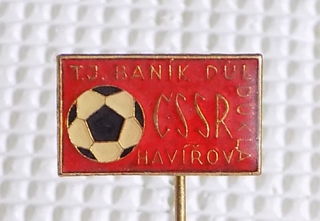 T.J. BANÍK DŮL
DUKLA
ČSSR
HAVÍŘOV